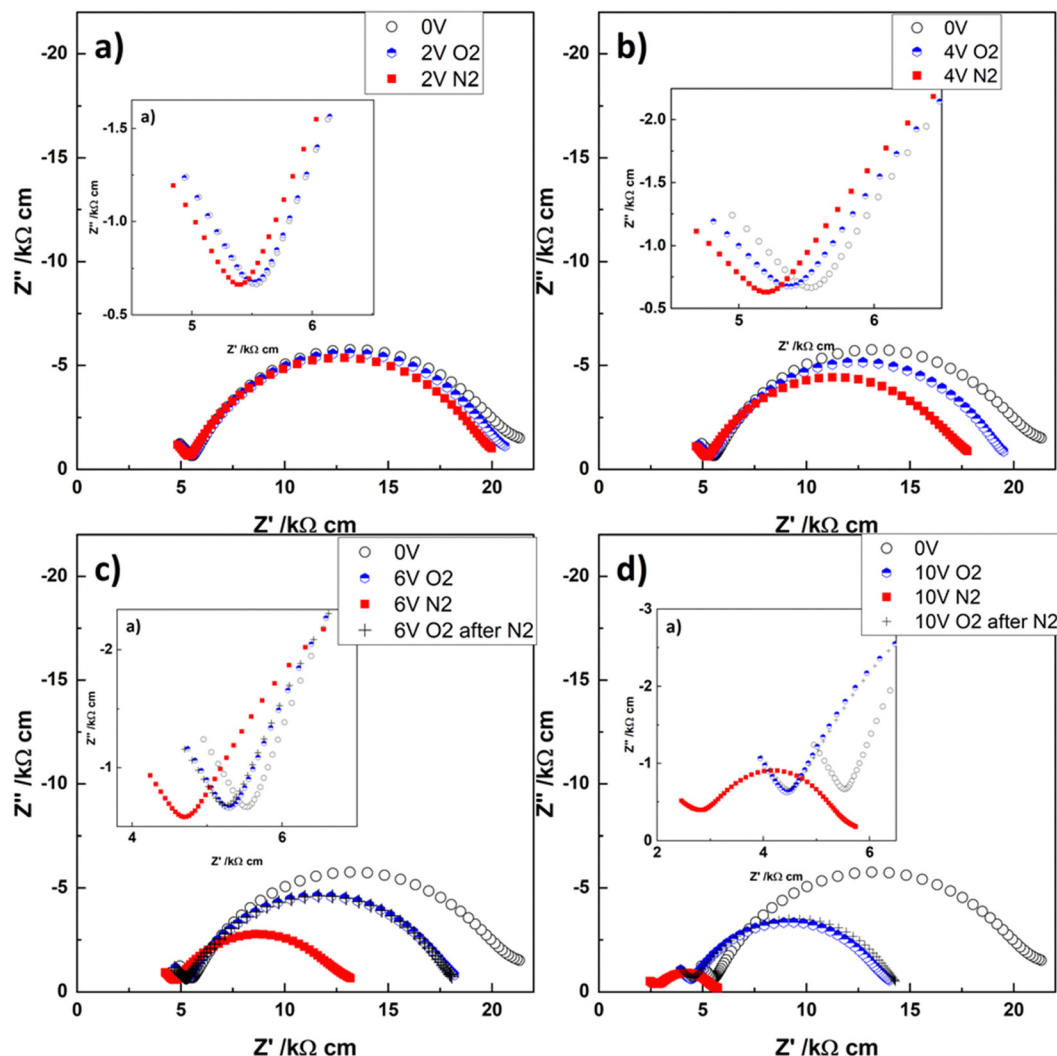 a)
0V
2V O2
2V N2
-20
-15
-10
-5
0
Z'' /kΩ cm
a)
-1.5
-1.0
-0.5
Z'' /kΩ cm
5
6
Z' /kΩ cm
0
5
10
15
20
Z' /kΩ cm
b)
0V
4V O2
4V N2
-20
-15
-10
-5
0
Z'' /kΩ cm
-2.0
-1.5
-1.0
-0.5
Z'' /kΩ cm
5
6
Z' /kΩ cm
0
5
10
15
20
Z' /kΩ cm
c)
0V
6V O2
6V N2
6V O2 after N2
-20
-15
-10
-5
0
Z'' /kΩ cm
a)
-2
-1
Z'' /kΩ cm
4
6
Z' /kΩ cm
0
5
10
15
20
Z' /kΩ cm
d)
0V
10V O2
10V N2
10V O2 after N2
-20
-15
-10
-5
0
Z'' /kΩ cm
a)
-3
-2
-1
0
Z'' /kΩ cm
2
4
6
Z' /kΩ cm
0
5
10
15
20
Z' /kΩ cm